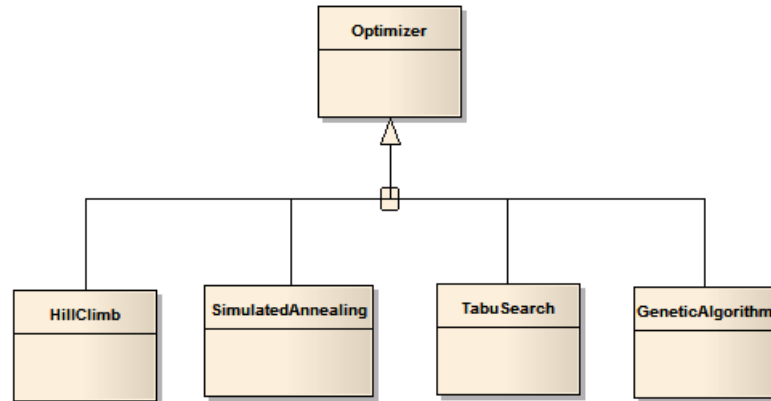 Optimizer
HillClimb
SimulatedAnnealing
TabuSearch
GeneticAlgorithm